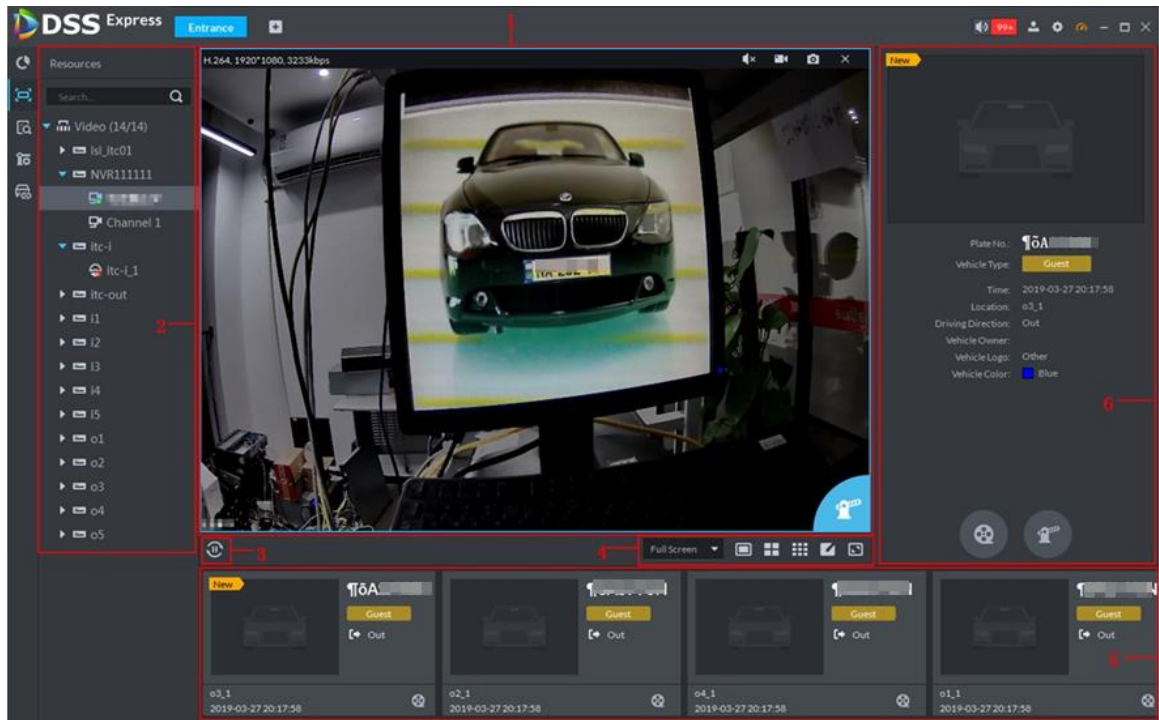 DSS Express
Entrance
99+
1
Resources
Search...
Video (14/14)
lsl_itc01
NVR111111
Channel 1
itc-i
itc-i_1
itc-out
i1
i2
i3
i4
i5
o1
o2
o3
o4
o5
2
H.264, 1920*1080, 3233kbps
3
4
Full Screen
New
Plate No.: ¶õA
Vehicle Type: Guest
Time: 2019-03-27 20:17:58
Location: o3_1
Driving Direction: Out
Vehicle Owner:
Vehicle Logo: Other
Vehicle Color: Blue
6
New
¶õA
Guest
Out
o3_1
2019-03-27 20:17:58
Guest
Out
o2_1
2019-03-27 20:17:58
Guest
Out
o4_1
2019-03-27 20:17:58
Guest
Out
5
o1_1
2019-03-27 20:17:58